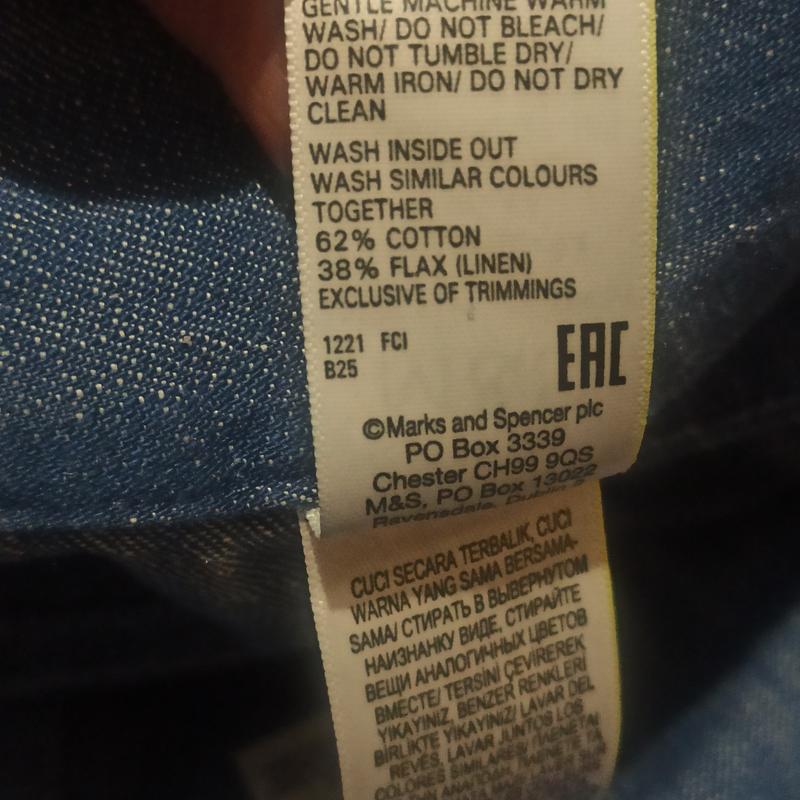 GENTLE MACHINE WARM
WASH/ DO NOT BLEACH/
DO NOT TUMBLE DRY/
WARM IRON/ DO NOT DRY
CLEAN
WASH INSIDE OUT
WASH SIMILAR COLOURS
TOGETHER
62% COTTON
38% FLAX (LINEN)
EXCLUSIVE OF TRIMMINGS
1221 FCI
B25
EAC
©Marks and Spencer plc
PO Box 3339
Chester CH99 9QS
M&S, PO Box 13022
Ravensdale, Dublin
CUCI SECARA TERBALIK, CUCI
WARNA YANG SAMA BERSAMA-
SAMA/ СТИРАТЬ В ВЫВЕРНУТОМ
НАИЗНАНКУ ВИДЕ, СТИРАЙТЕ
ВЕЩИ АНАЛОГИЧНЫХ ЦВЕТОВ
ВМЕСТЕ/ TERSİNİ ÇEVİREREK
YIKAYINIZ, BENZER RENKLERİ
BİRLİKTE YIKAYINIZ/ LAVAR DEL
REVÉS, LAVAR JUNTOS LOS
COLORES SIMILARES/